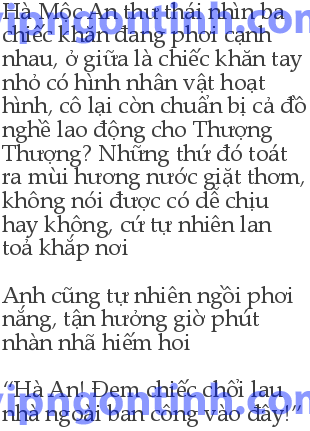 Hà Mộc An thư thái nhìn ba
chiếc khăn đang phơi cạnh
nhau, ở giữa là chiếc khăn tay
nhỏ có hình nhân vật hoạt
hình, cô lại còn chuẩn bị cả đồ
nghề lao động cho Thượng
Thượng? Những thứ đó toát
ra mùi hương nước giặt thơm,
không nói được có dễ chịu
hay không, cứ tự nhiên lan
toả khắp nơi
Anh cũng tự nhiên ngồi phơi
nắng, tận hưởng giờ phút
nhàn nhã hiếm hoi
“Hà An! Đem chiếc chổi lau
nhà ngoài ban công vào đây!”
vipngontinh.com
vipngontinh.com